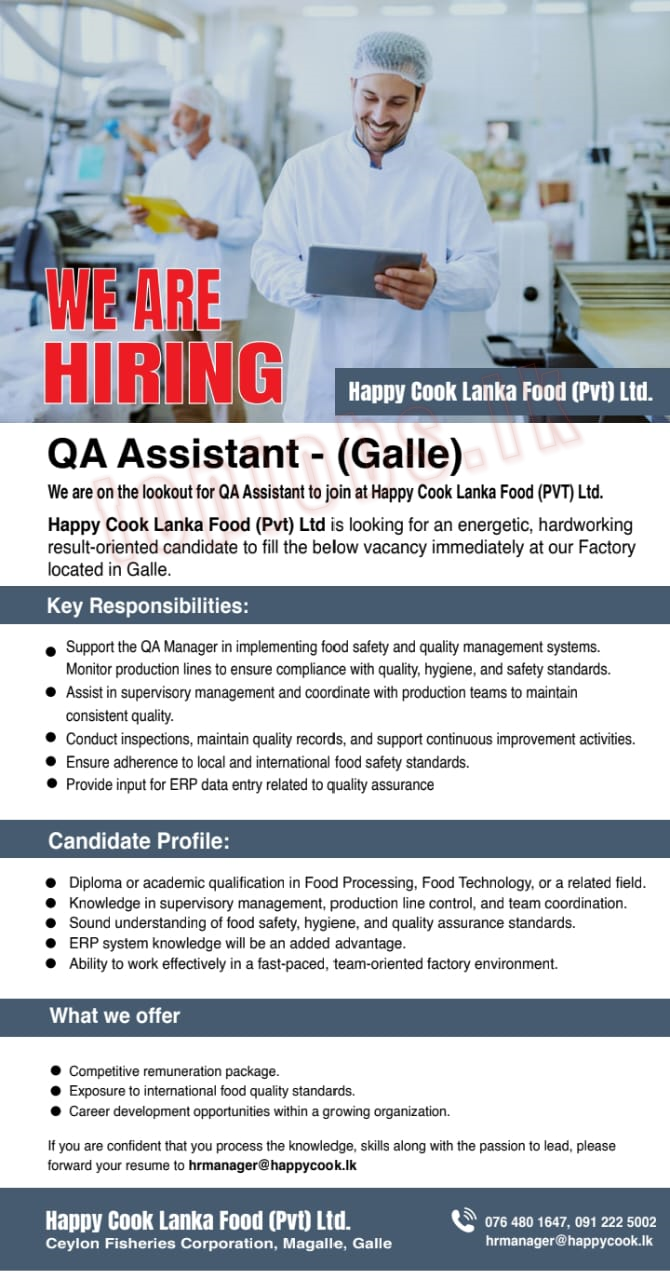 WE ARE
HIRING
Happy Cook Lanka Food (Pvt) Ltd.
topjobs.lk
QA Assistant - (Galle)
We are on the lookout for QA Assistant to join at Happy Cook Lanka Food (PVT) Ltd.
Happy Cook Lanka Food (Pvt) Ltd is looking for an energetic, hardworking
result-oriented candidate to fill the below vacancy immediately at our Factory
located in Galle.
Key Responsibilities:
● Support the QA Manager in implementing food safety and quality management systems.
Monitor production lines to ensure compliance with quality, hygiene, and safety standards.
● Assist in supervisory management and coordinate with production teams to maintain
consistent quality.
● Conduct inspections, maintain quality records, and support continuous improvement activities.
● Ensure adherence to local and international food safety standards.
● Provide input for ERP data entry related to quality assurance
Candidate Profile:
● Diploma or academic qualification in Food Processing, Food Technology, or a related field.
● Knowledge in supervisory management, production line control, and team coordination.
● Sound understanding of food safety, hygiene, and quality assurance standards.
● ERP system knowledge will be an added advantage.
● Ability to work effectively in a fast-paced, team-oriented factory environment.
What we offer
● Competitive remuneration package.
● Exposure to international food quality standards.
● Career development opportunities within a growing organization.
If you are confident that you process the knowledge, skills along with the passion to lead, please
forward your resume to hrmanager@happycook.lk
Happy Cook Lanka Food (Pvt) Ltd.
Ceylon Fisheries Corporation, Magalle, Galle
076 480 1647, 091 222 5002
hrmanager@happycook.lk